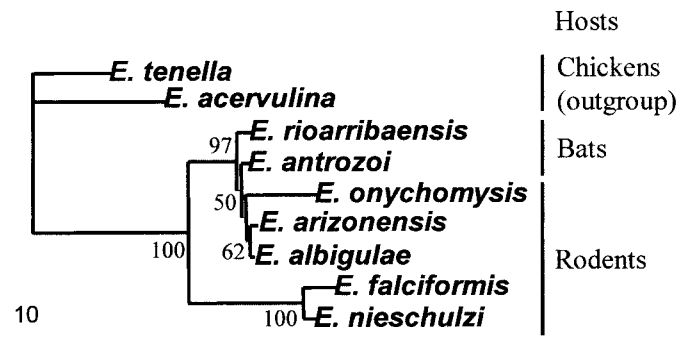 Hosts
E. tenella
E. acervulina
Chickens
(outgroup)
E. rioarribaensis
97
E. antrozoi
Bats
E. onychomysis
50
E. arizonensis
100
62
E. albigulae
Rodents
E. falciformis
10
100
E. nieschulzi